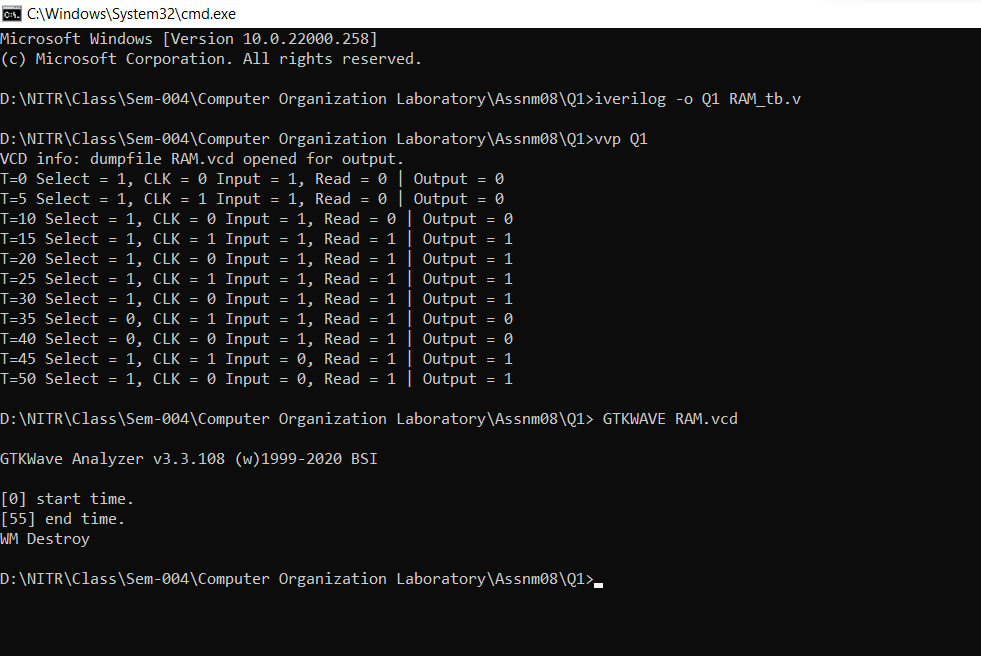 C:\Windows\System32\cmd.exe
Microsoft Windows [Version 10.0.22000.258]
(c) Microsoft Corporation. All rights reserved.
D:\NITR\Class\Sem-004\Computer Organization Laboratory\Assnm08\Q1>iverilog -o Q1 RAM_tb.v
D:\NITR\Class\Sem-004\Computer Organization Laboratory\Assnm08\Q1>vvp Q1
VCD info: dumpfile RAM.vcd opened for output.
T=0 Select = 1, CLK = 0 Input = 1, Read = 0 | Output = 0
T=5 Select = 1, CLK = 1 Input = 1, Read = 0 | Output = 0
T=10 Select = 1, CLK = 0 Input = 1, Read = 0 | Output = 0
T=15 Select = 1, CLK = 1 Input = 1, Read = 1 | Output = 1
T=20 Select = 1, CLK = 0 Input = 1, Read = 1 | Output = 1
T=25 Select = 1, CLK = 1 Input = 1, Read = 1 | Output = 1
T=30 Select = 1, CLK = 0 Input = 1, Read = 1 | Output = 1
T=35 Select = 0, CLK = 1 Input = 1, Read = 1 | Output = 0
T=40 Select = 0, CLK = 0 Input = 1, Read = 1 | Output = 0
T=45 Select = 1, CLK = 1 Input = 0, Read = 1 | Output = 1
T=50 Select = 1, CLK = 0 Input = 0, Read = 1 | Output = 1
D:\NITR\Class\Sem-004\Computer Organization Laboratory\Assnm08\Q1> GTKWAVE RAM.vcd
GTKWave Analyzer v3.3.108 (w)1999-2020 BSI
[0] start time.
[55] end time.
WM Destroy
D:\NITR\Class\Sem-004\Computer Organization Laboratory\Assnm08\Q1>